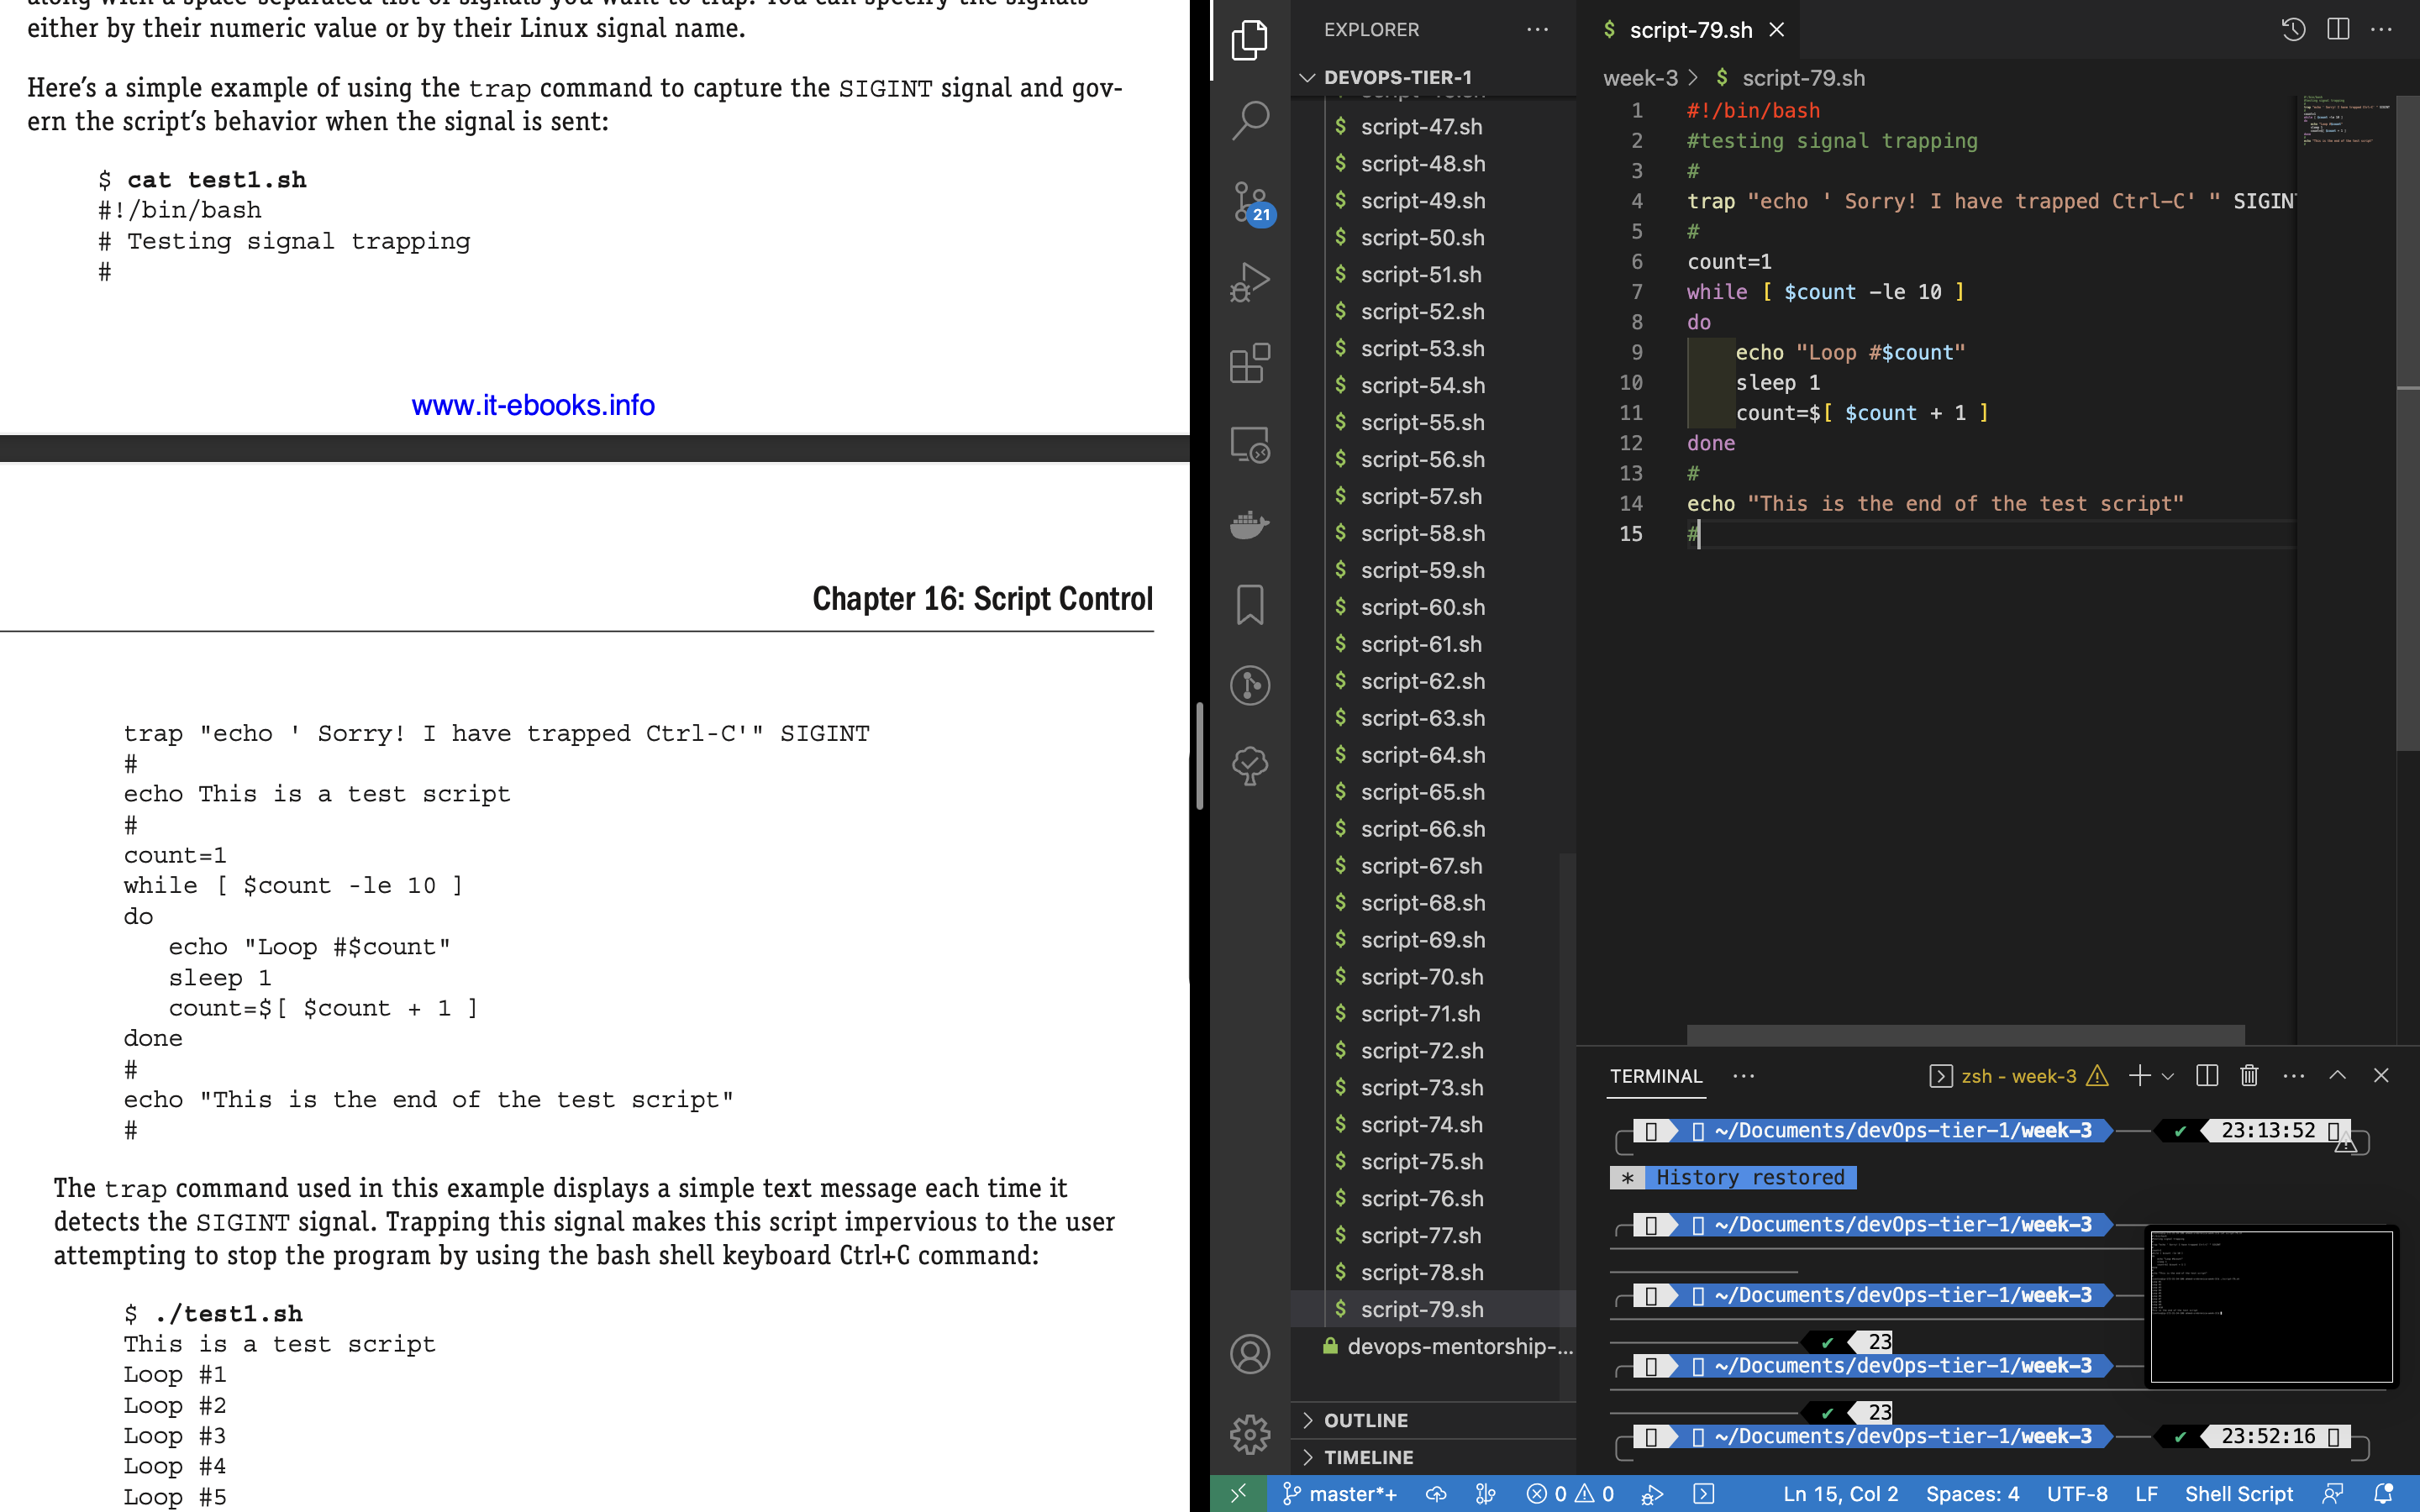 either by their numeric value or by their Linux signal name.
Here's a simple example of using the trap command to capture the SIGINT signal and gov-
ern the script's behavior when the signal is sent:
$ cat test1.sh
#!/bin/bash
# Testing signal trapping
#
www.it-ebooks.info
Chapter 16: Script Control
trap "echo ' Sorry! I have trapped Ctrl-C'" SIGINT
#
echo This is a test script
#
count=1
while [ $count -le 10 ]
do
echo "Loop #$count"
sleep 1
count=$[ $count + 1 ]
done
#
echo "This is the end of the test script"
#
The trap command used in this example displays a simple text message each time it
detects the SIGINT signal. Trapping this signal makes this script impervious to the user
attempting to stop the program by using the bash shell keyboard Ctrl+C command:
$ ./test1.sh
This is a test script
Loop #1
Loop #2
Loop #3
Loop #4
Loop #5
21
EXPLORER
DEVOPS-TIER-1
$ script-47.sh
$ script-48.sh
$ script-49.sh
$ script-50.sh
$ script-51.sh
$ script-52.sh
$ script-53.sh
$ script-54.sh
$ script-55.sh
$ script-56.sh
$ script-57.sh
$ script-58.sh
$ script-59.sh
$ script-60.sh
$ script-61.sh
$ script-62.sh
$ script-63.sh
$ script-64.sh
$ script-65.sh
$ script-66.sh
$ script-67.sh
$ script-68.sh
$ script-69.sh
$ script-70.sh
$ script-71.sh
$ script-72.sh
$ script-73.sh
$ script-74.sh
$ script-75.sh
$ script-76.sh
$ script-77.sh
$ script-78.sh
$ script-79.sh
devops-mentorship-...
OUTLINE
TIMELINE
$ script-79.sh
week-3 > $ script-79.sh
1 #!/bin/bash
2 #testing signal trapping
3 #
4 trap "echo ' Sorry! I have trapped Ctrl-C' " SIGIN
5 #
6 count=1
7 while [ $count -le 10 ]
8 do
9 echo "Loop #$count"
10 sleep 1
11 count=$[ $count + 1 ]
12 done
13 #
14 echo "This is the end of the test script"
15 #
TERMINAL
zsh - week-3
~/Documents/devOps-tier-1/week-3 ✔ 23:13:52
* History restored
~/Documents/devOps-tier-1/week-3
~/Documents/devOps-tier-1/week-3
✔ 23
~/Documents/devOps-tier-1/week-3
✔ 23
~/Documents/devOps-tier-1/week-3 ✔ 23:52:16
master*+ 0 0 Ln 15, Col 2 Spaces: 4 UTF-8 LF Shell Script